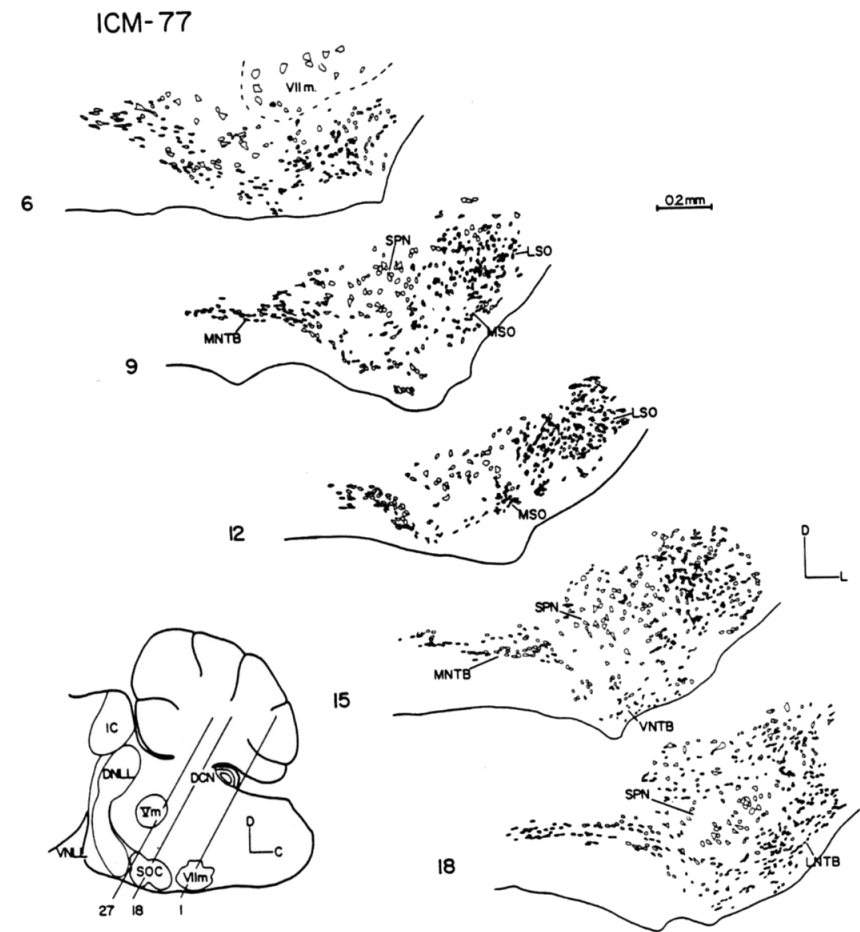 ICM-77
VIIm.
6
0.2mm
SPN
LSO
MNTB
MSO
9
LSO
MSO
12
D
L
SPN
MNTB
15
VNTB
IC
DNLL
DCN
Vm
D
C
VNLL
SOC
VIIm
27 18 1
SPN
LNTB
18